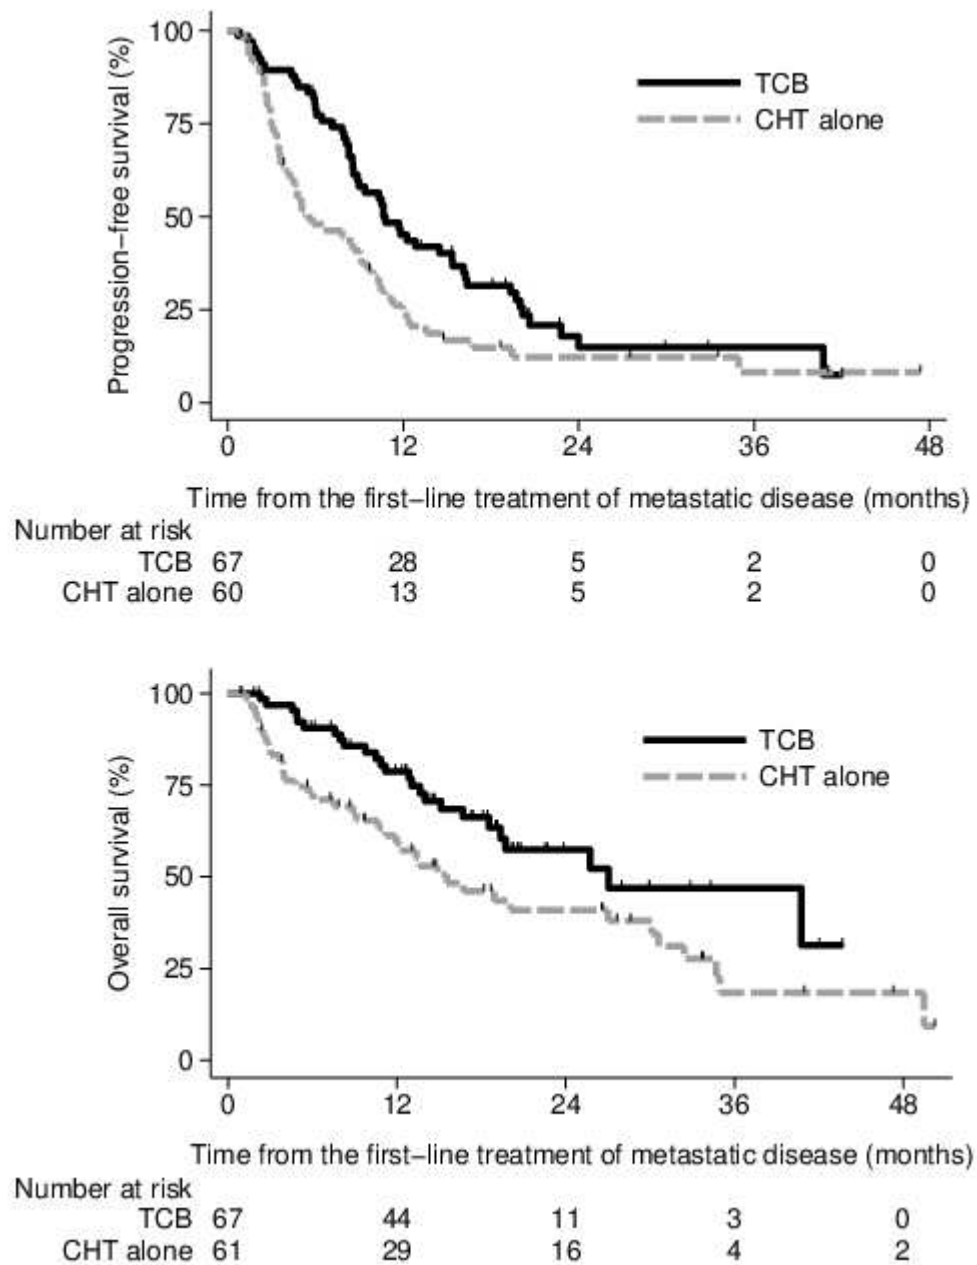 100
75
50
25
0
Progression–free survival (%)
TCB
CHT alone
0 12 24 36 48
Time from the first–line treatment of metastatic disease (months)
Number at risk
TCB 67 28 5 2 0
CHT alone 60 13 5 2 0
100
75
50
25
0
Overall survival (%)
TCB
CHT alone
0 12 24 36 48
Time from the first–line treatment of metastatic disease (months)
Number at risk
TCB 67 44 11 3 0
CHT alone 61 29 16 4 2